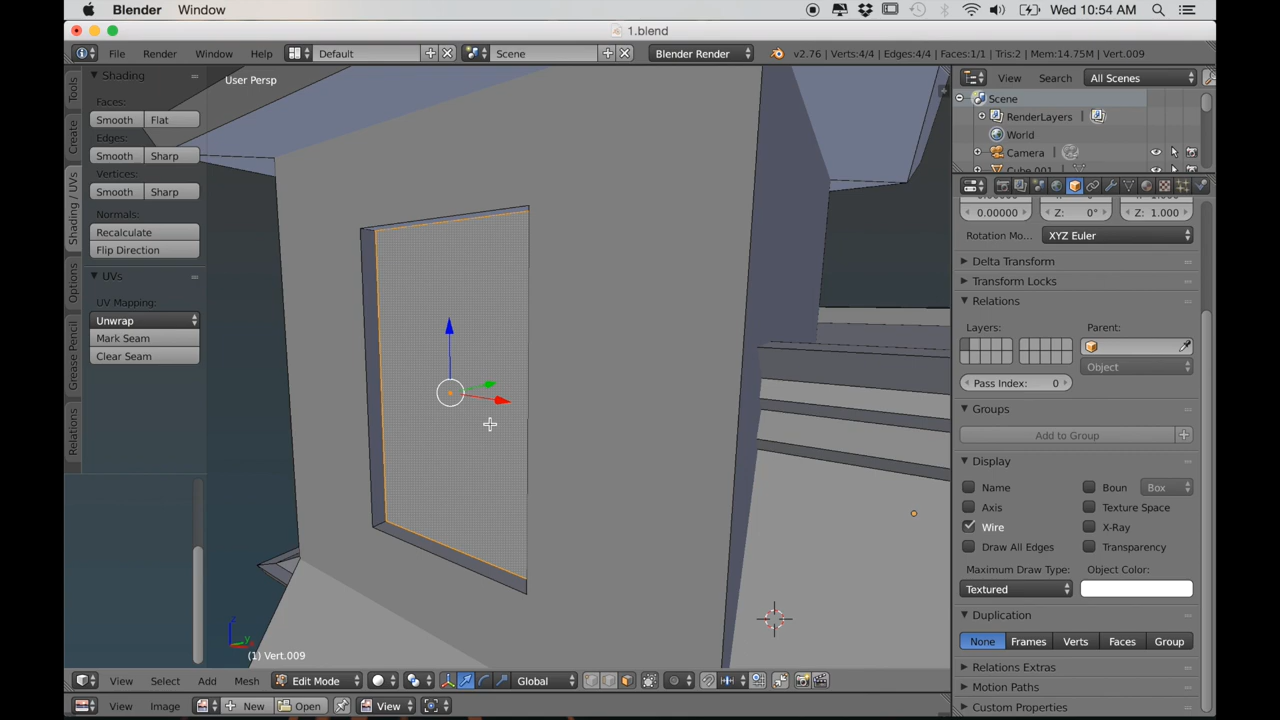 Blender Window Wed 10:54 AM
1.blend
File Render Window Help Default Scene Blender Render v2.76 | Verts:4/4 | Edges:4/4 | Faces:1/1 | Tris:2 | Mem:14.75M | Vert.009
Shading
User Persp
View Search All Scenes
Tools
Faces:
Smooth Flat
Scene
RenderLayers
Edges:
World
Create
Smooth Sharp
Camera
Vertices:
Cube.001
Smooth Sharp
Shading / UVs
Normals:
0.00000 Z: 0° Z: 1.000
Recalculate
Rotation Mo... XYZ Euler
Flip Direction
Delta Transform
UVs
Transform Locks
Options
UV Mapping:
Relations
Unwrap
Layers: Parent:
Mark Seam
Clear Seam
Grease Pencil
Object
Pass Index: 0
Groups
Relations
Add to Group
Display
Name Boun Box
Axis Texture Space
Wire X-Ray
Draw All Edges Transparency
Maximum Draw Type: Object Color:
Textured
Duplication
None Frames Verts Faces Group
z
y
(1) Vert.009
Relations Extras
View Select Add Mesh Edit Mode Global
Motion Paths
View Image New Open View
Custom Properties